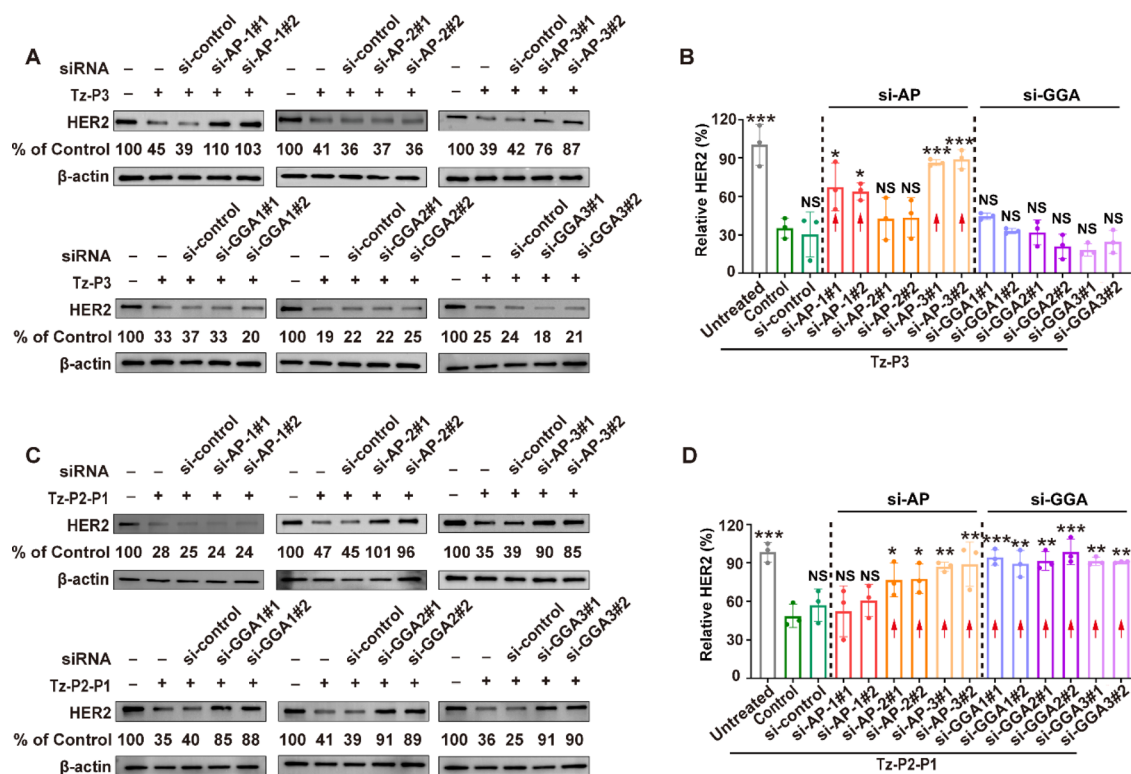 A
siRNA
– – si-control si-AP-1#1 si-AP-1#2
– – si-control si-AP-2#1 si-AP-2#2
– – si-control si-AP-3#1 si-AP-3#2
Tz-P3 – + + + + – + + + + – + + + +
HER2
% of Control 100 45 39 110 103 100 41 36 37 36 100 39 42 76 87
β-actin
siRNA
– – si-control si-GGA1#1 si-GGA1#2
– – si-control si-GGA2#1 si-GGA2#2
– – si-control si-GGA3#1 si-GGA3#2
Tz-P3 – + + + + – + + + + – + + + +
HER2
% of Control 100 33 37 33 20 100 19 22 22 25 100 25 24 18 21
β-actin
B
si-AP si-GGA
Relative HER2 (%)
120
90
60
30
0
*** NS * * NS NS *** *** NS NS NS NS NS NS
Untreated
Control
si-control
si-AP-1#1
si-AP-1#2
si-AP-2#1
si-AP-2#2
si-AP-3#1
si-AP-3#2
si-GGA1#1
si-GGA1#2
si-GGA2#1
si-GGA2#2
si-GGA3#1
si-GGA3#2
Tz-P3
C
siRNA
– – si-control si-AP-1#1 si-AP-1#2
– – si-control si-AP-2#1 si-AP-2#2
– – si-control si-AP-3#1 si-AP-3#2
Tz-P2-P1 – + + + + – + + + + – + + + +
HER2
% of Control 100 28 25 24 24 100 47 45 101 96 100 35 39 90 85
β-actin
siRNA
– – si-control si-GGA1#1 si-GGA1#2
– – si-control si-GGA2#1 si-GGA2#2
– – si-control si-GGA3#1 si-GGA3#2
Tz-P2-P1 – + + + + – + + + + – + + + +
HER2
% of Control 100 35 40 85 88 100 41 39 91 89 100 36 25 91 90
β-actin
D
si-AP si-GGA
Relative HER2 (%)
120
90
60
30
0
*** NS NS NS * * ** ** *** ** ** *** ** **
Untreated
Control
si-control
si-AP-1#1
si-AP-1#2
si-AP-2#1
si-AP-2#2
si-AP-3#1
si-AP-3#2
si-GGA1#1
si-GGA1#2
si-GGA2#1
si-GGA2#2
si-GGA3#1
si-GGA3#2
Tz-P2-P1